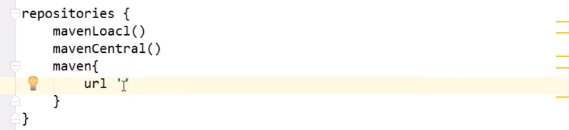 repositories {
    mavenLoacl()
    mavenCentral()
    maven{
        url ''
    }
}